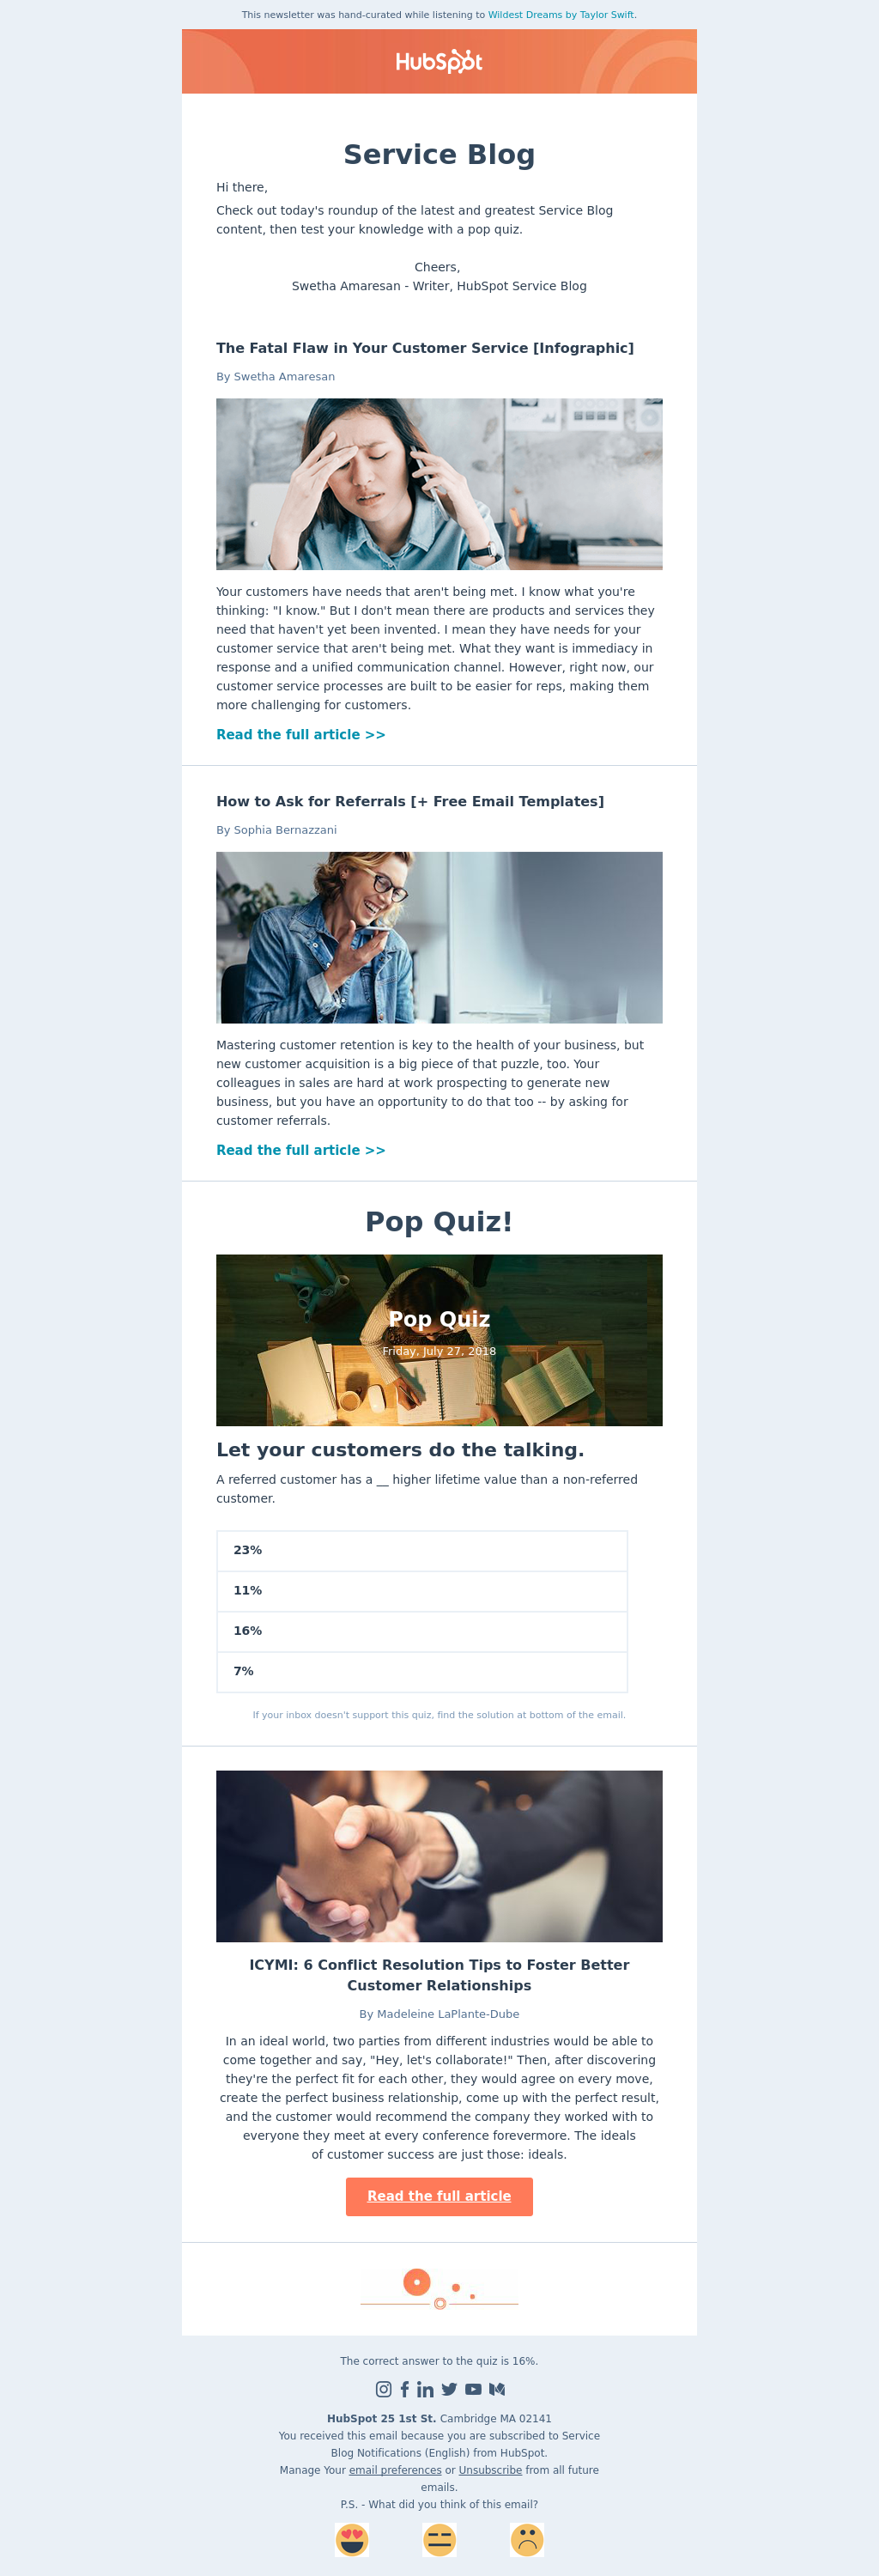 This newsletter was hand-curated while listening to Wildest Dreams by Taylor Swift.
HubSpot
Service Blog
Hi there,
Check out today's roundup of the latest and greatest Service Blog
content, then test your knowledge with a pop quiz.
Cheers,
Swetha Amaresan - Writer, HubSpot Service Blog
The Fatal Flaw in Your Customer Service [Infographic]
By Swetha Amaresan
Your customers have needs that aren't being met. I know what you're
thinking: "I know." But I don't mean there are products and services they
need that haven't yet been invented. I mean they have needs for your
customer service that aren't being met. What they want is immediacy in
response and a unified communication channel. However, right now, our
customer service processes are built to be easier for reps, making them
more challenging for customers.
Read the full article >>
How to Ask for Referrals [+ Free Email Templates]
By Sophia Bernazzani
Mastering customer retention is key to the health of your business, but
new customer acquisition is a big piece of that puzzle, too. Your
colleagues in sales are hard at work prospecting to generate new
business, but you have an opportunity to do that too -- by asking for
customer referrals.
Read the full article >>
Pop Quiz!
Pop Quiz
Friday, July 27, 2018
Let your customers do the talking.
A referred customer has a __ higher lifetime value than a non-referred
customer.
23%
11%
16%
7%
If your inbox doesn't support this quiz, find the solution at bottom of the email.
ICYMI: 6 Conflict Resolution Tips to Foster Better
Customer Relationships
By Madeleine LaPlante-Dube
In an ideal world, two parties from different industries would be able to
come together and say, "Hey, let's collaborate!" Then, after discovering
they're the perfect fit for each other, they would agree on every move,
create the perfect business relationship, come up with the perfect result,
and the customer would recommend the company they worked with to
everyone they meet at every conference forevermore. The ideals
of customer success are just those: ideals.
Read the full article
The correct answer to the quiz is 16%.
HubSpot 25 1st St. Cambridge MA 02141
You received this email because you are subscribed to Service
Blog Notifications (English) from HubSpot.
Manage Your email preferences or Unsubscribe from all future
emails.
P.S. - What did you think of this email?